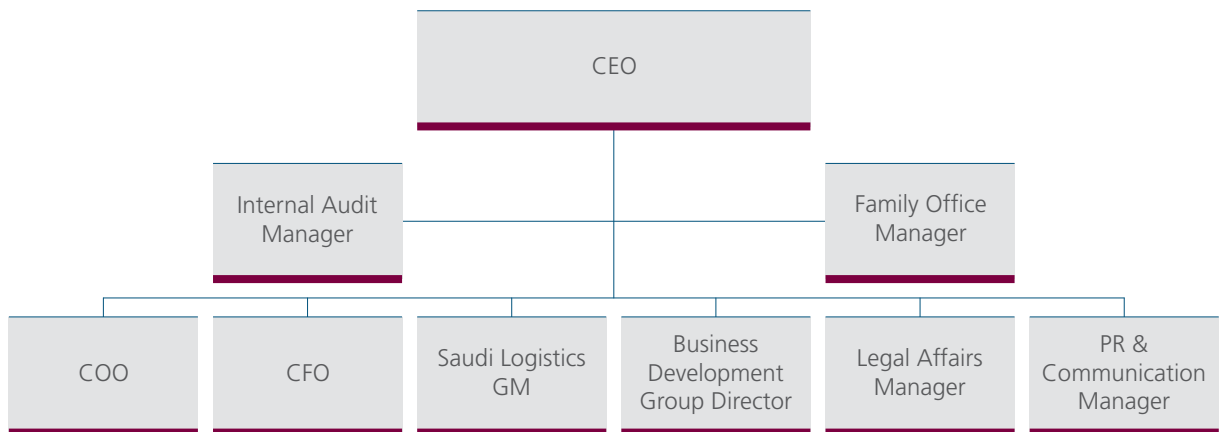 CEO
Internal Audit
Manager
Family Office
Manager
COO
CFO
Saudi Logistics
GM
Business
Development
Group Director
Legal Affairs
Manager
PR &
Communication
Manager